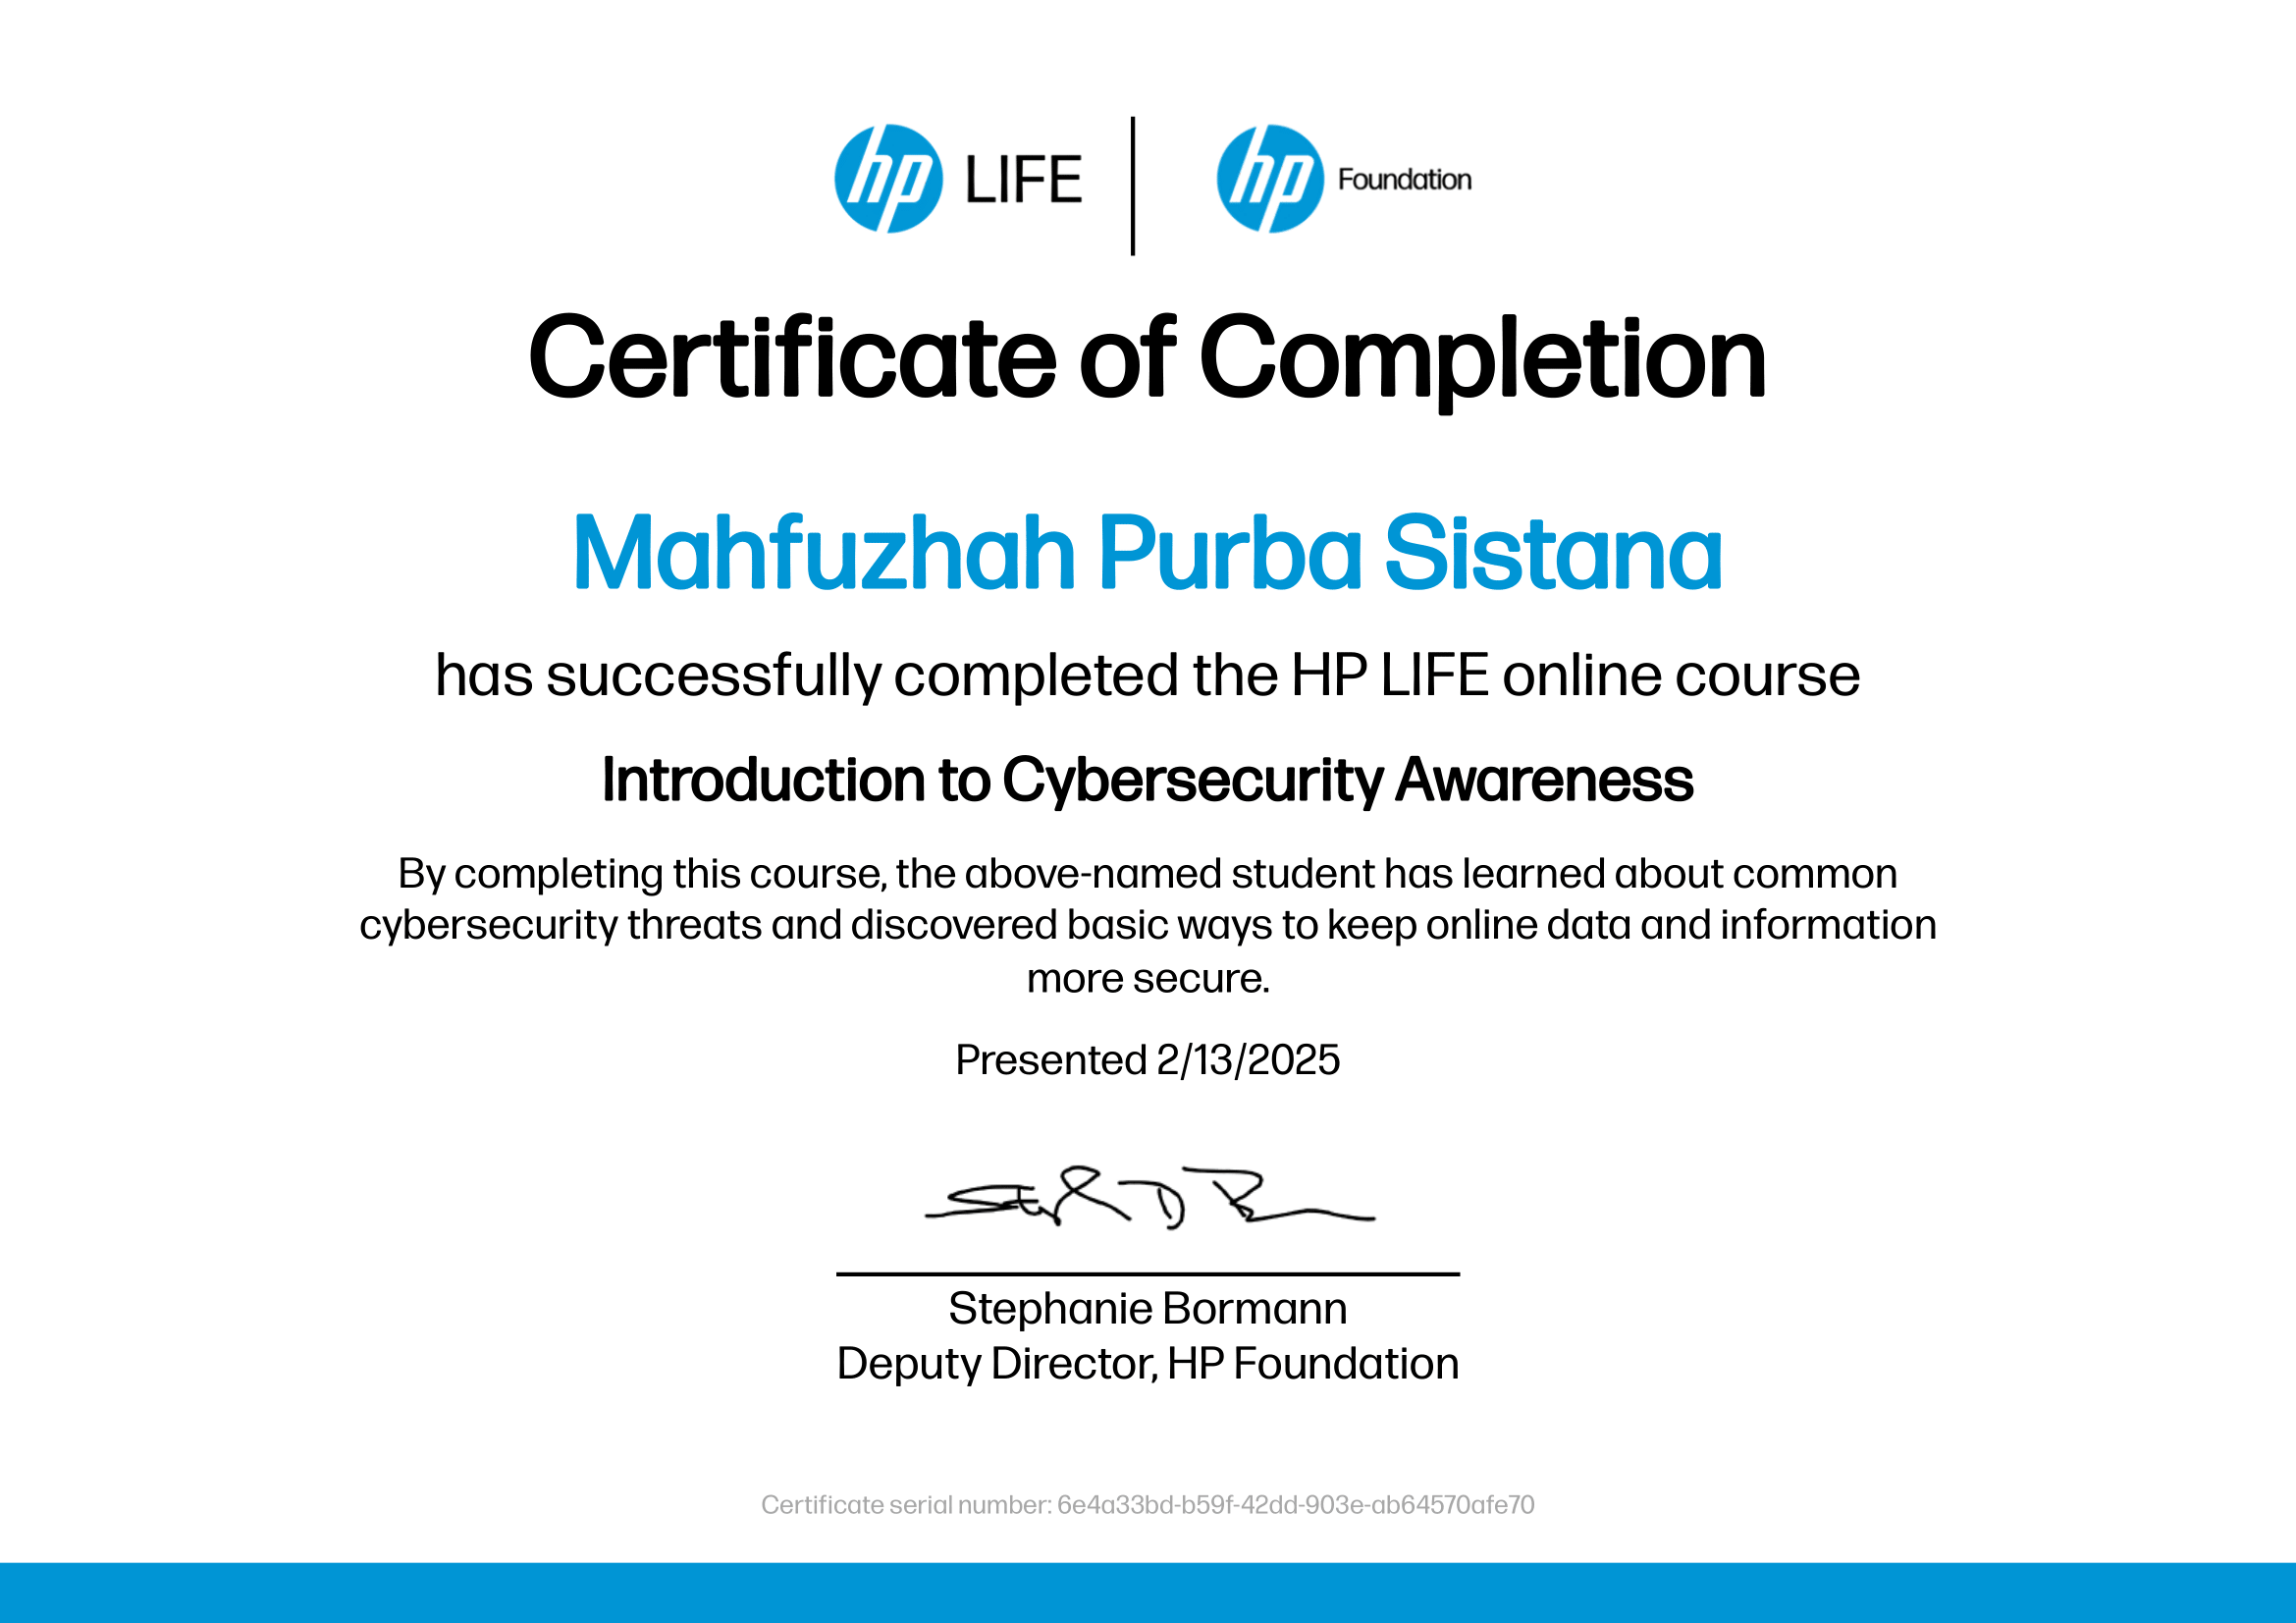 hp LIFE
hp Foundation
Certificate of Completion
Mahfuzhah Purba Sistana
has successfully completed the HP LIFE online course
Introduction to Cybersecurity Awareness
By completing this course, the above-named student has learned about common
cybersecurity threats and discovered basic ways to keep online data and information
more secure.
Presented 2/13/2025
Stephanie Bormann
Deputy Director, HP Foundation
Certificate serial number: 6e4a33bd-b59f-42dd-903e-ab64570afe70